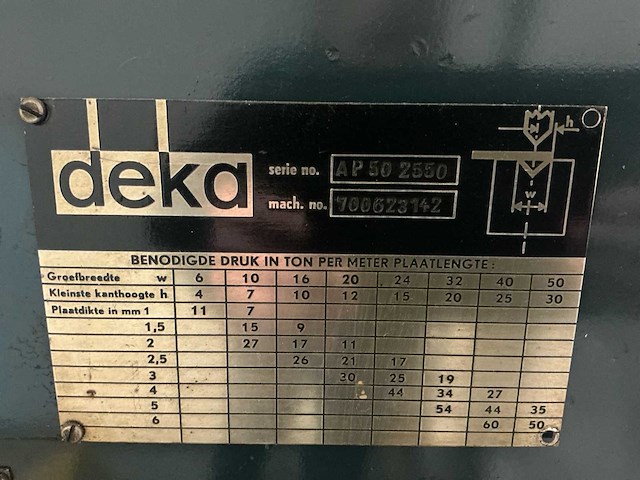 deka
serie no. AP 50 2550
mach. no. 700623142
h
w
BENODIGDE DRUK IN TON PER METER PLAATLENGTE:
Groefbreedte w 6 10 16 20 24 32 40 50
Kleinste kanthoogte h 4 7 10 12 15 20 25 30
Plaatdikte in mm 1 11 7
1,5 15 9
2 27 17 11
2,5 26 21 17
3 30 25 19
4 44 34 27
5 54 44 35
6 60 50